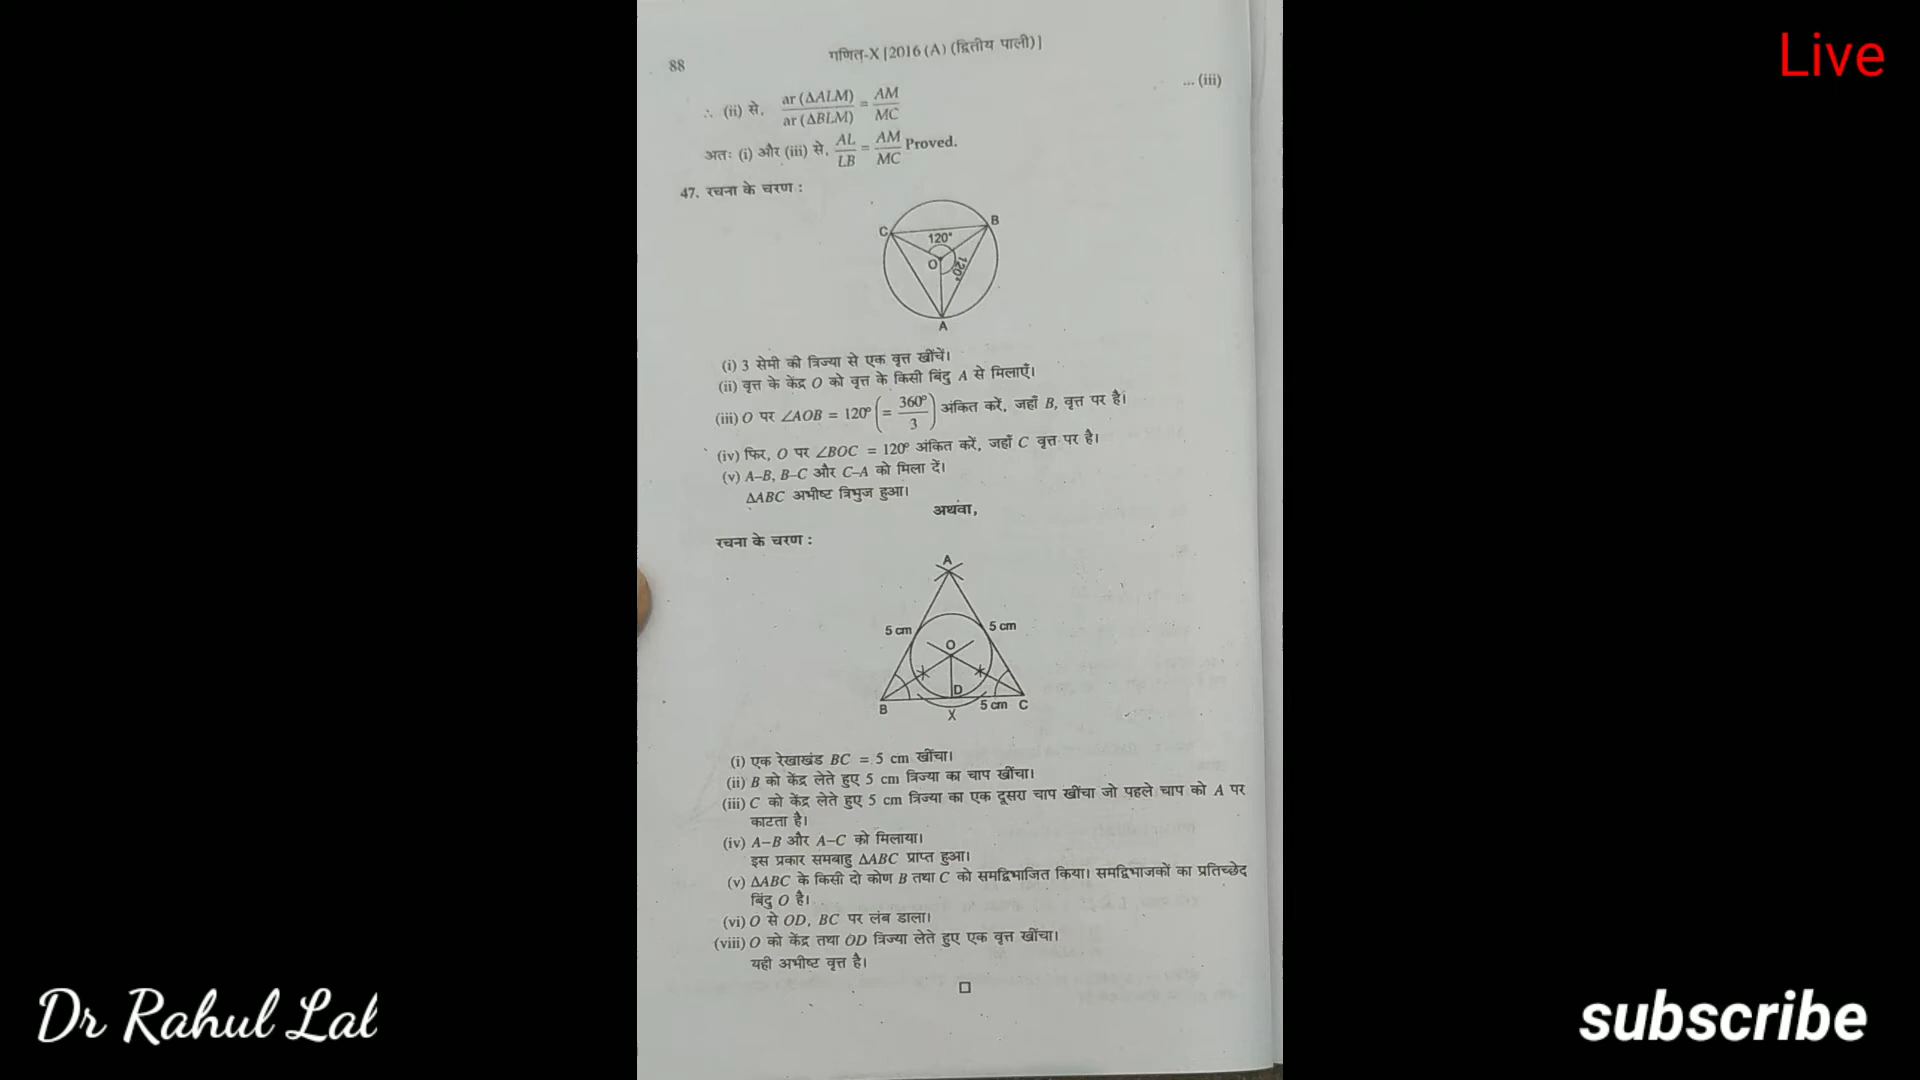 88
गणित-X [2016 (A) (द्वितीय पाली)]
Live
∴ (ii) से, ar (ΔALM) / ar (ΔBLM) = AM / MC ... (iii)
अतः (i) और (iii) से, AL / LB = AM / MC Proved.
47. रचना के चरण :
C B
120°
O 120°
A
(i) 3 सेमी की त्रिज्या से एक वृत्त खींचें।
(ii) वृत्त के केंद्र O को वृत्त के किसी बिंदु A से मिलाएँ।
(iii) O पर ∠AOB = 120° (= 360° / 3) अंकित करें, जहाँ B, वृत्त पर है।
(iv) फिर, O पर ∠BOC = 120° अंकित करें, जहाँ C वृत्त पर है।
(v) A–B, B–C और C–A को मिला दें।
ΔABC अभीष्ट त्रिभुज हुआ।
अथवा,
रचना के चरण :
A
5 cm 5 cm
O
D
B X 5 cm C
(i) एक रेखाखंड BC = 5 cm खींचा।
(ii) B को केंद्र लेते हुए 5 cm त्रिज्या का चाप खींचा।
(iii) C को केंद्र लेते हुए 5 cm त्रिज्या का एक दूसरा चाप खींचा जो पहले चाप को A पर
काटता है।
(iv) A–B और A–C को मिलाया।
इस प्रकार समबाहु ΔABC प्राप्त हुआ।
(v) ΔABC के किसी दो कोण B तथा C को समद्विभाजित किया। समद्विभाजकों का प्रतिच्छेद
बिंदु O है।
(vi) O से OD, BC पर लंब डाला।
(viii) O को केंद्र तथा OD त्रिज्या लेते हुए एक वृत्त खींचा।
यही अभीष्ट वृत्त है।
Dr Rahul Lal
subscribe